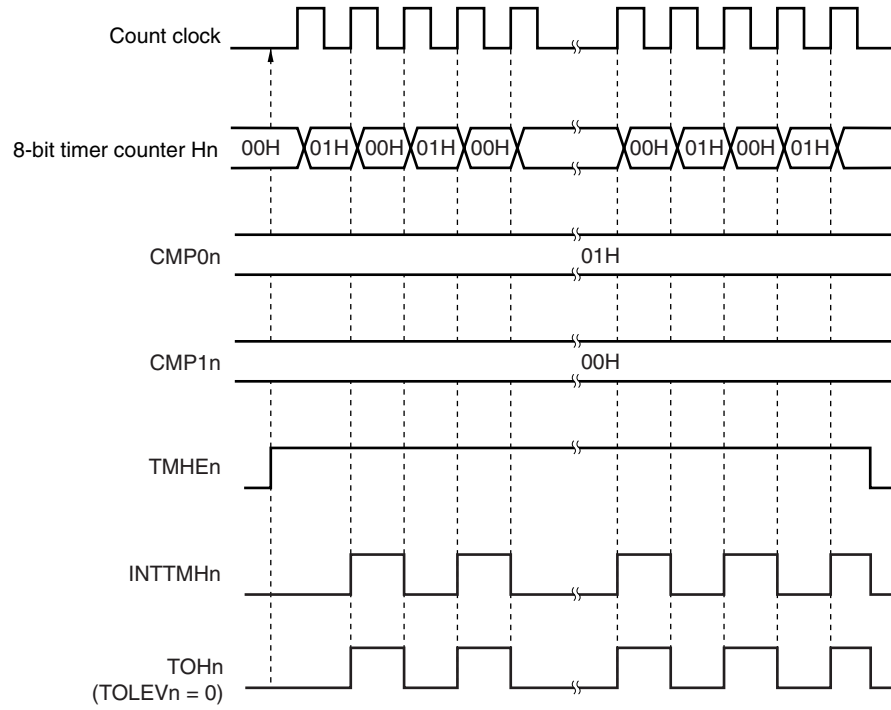 Count clock
8-bit timer counter Hn
00H 01H 00H 01H 00H 00H 01H 00H 01H
CMP0n
01H
CMP1n
00H
TMHEn
INTTMHn
TOHn
(TOLEVn = 0)